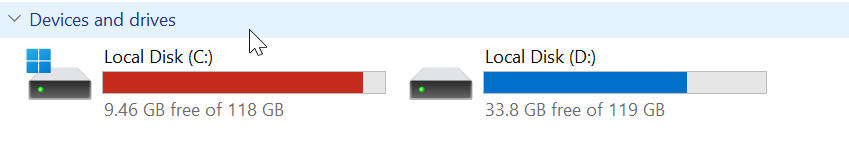 Devices and drives
Local Disk (C:)
9.46 GB free of 118 GB
Local Disk (D:)
33.8 GB free of 119 GB